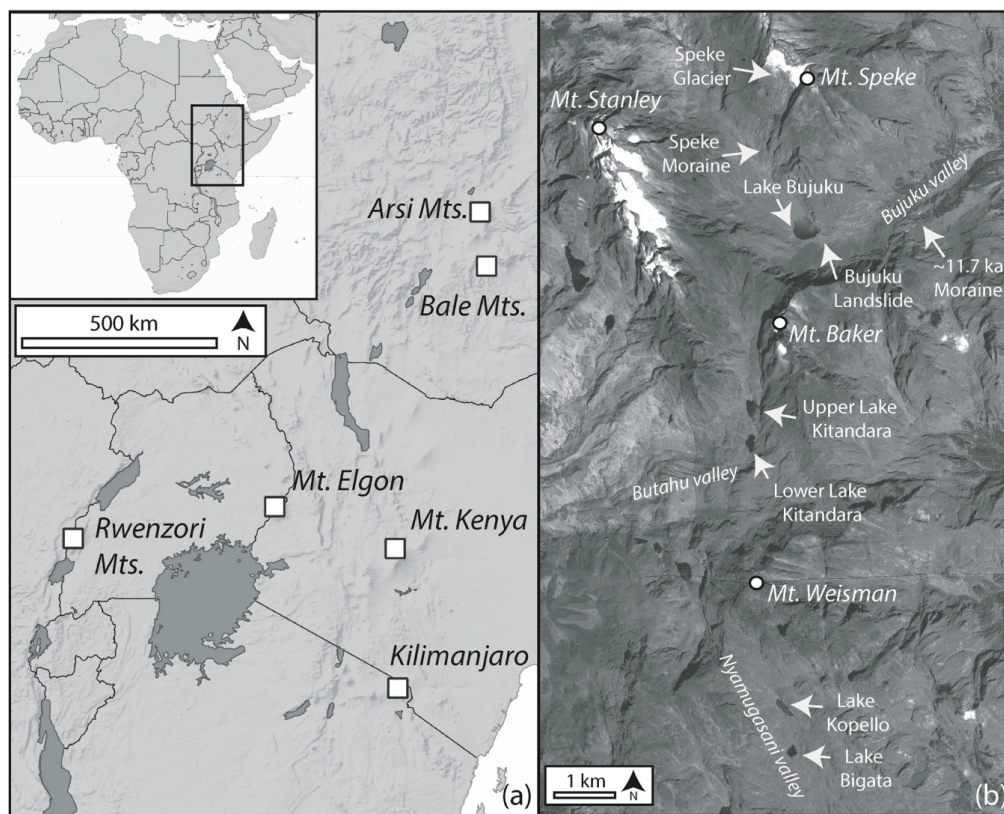 Arsi Mts.
Bale Mts.
500 km
N
Mt. Elgon
Mt. Kenya
Rwenzori
Mts.
Kilimanjaro
(a)
Speke
Glacier
Mt. Speke
Mt. Stanley
Speke
Moraine
Lake Bujuku
Bujuku valley
Bujuku
Landslide
~11.7 ka
Moraine
Mt. Baker
Upper Lake
Kitandara
Butahu valley
Lower Lake
Kitandara
Mt. Weisman
Nyamugasani valley
Lake
Kopello
Lake
Bigata
1 km
N
(b)